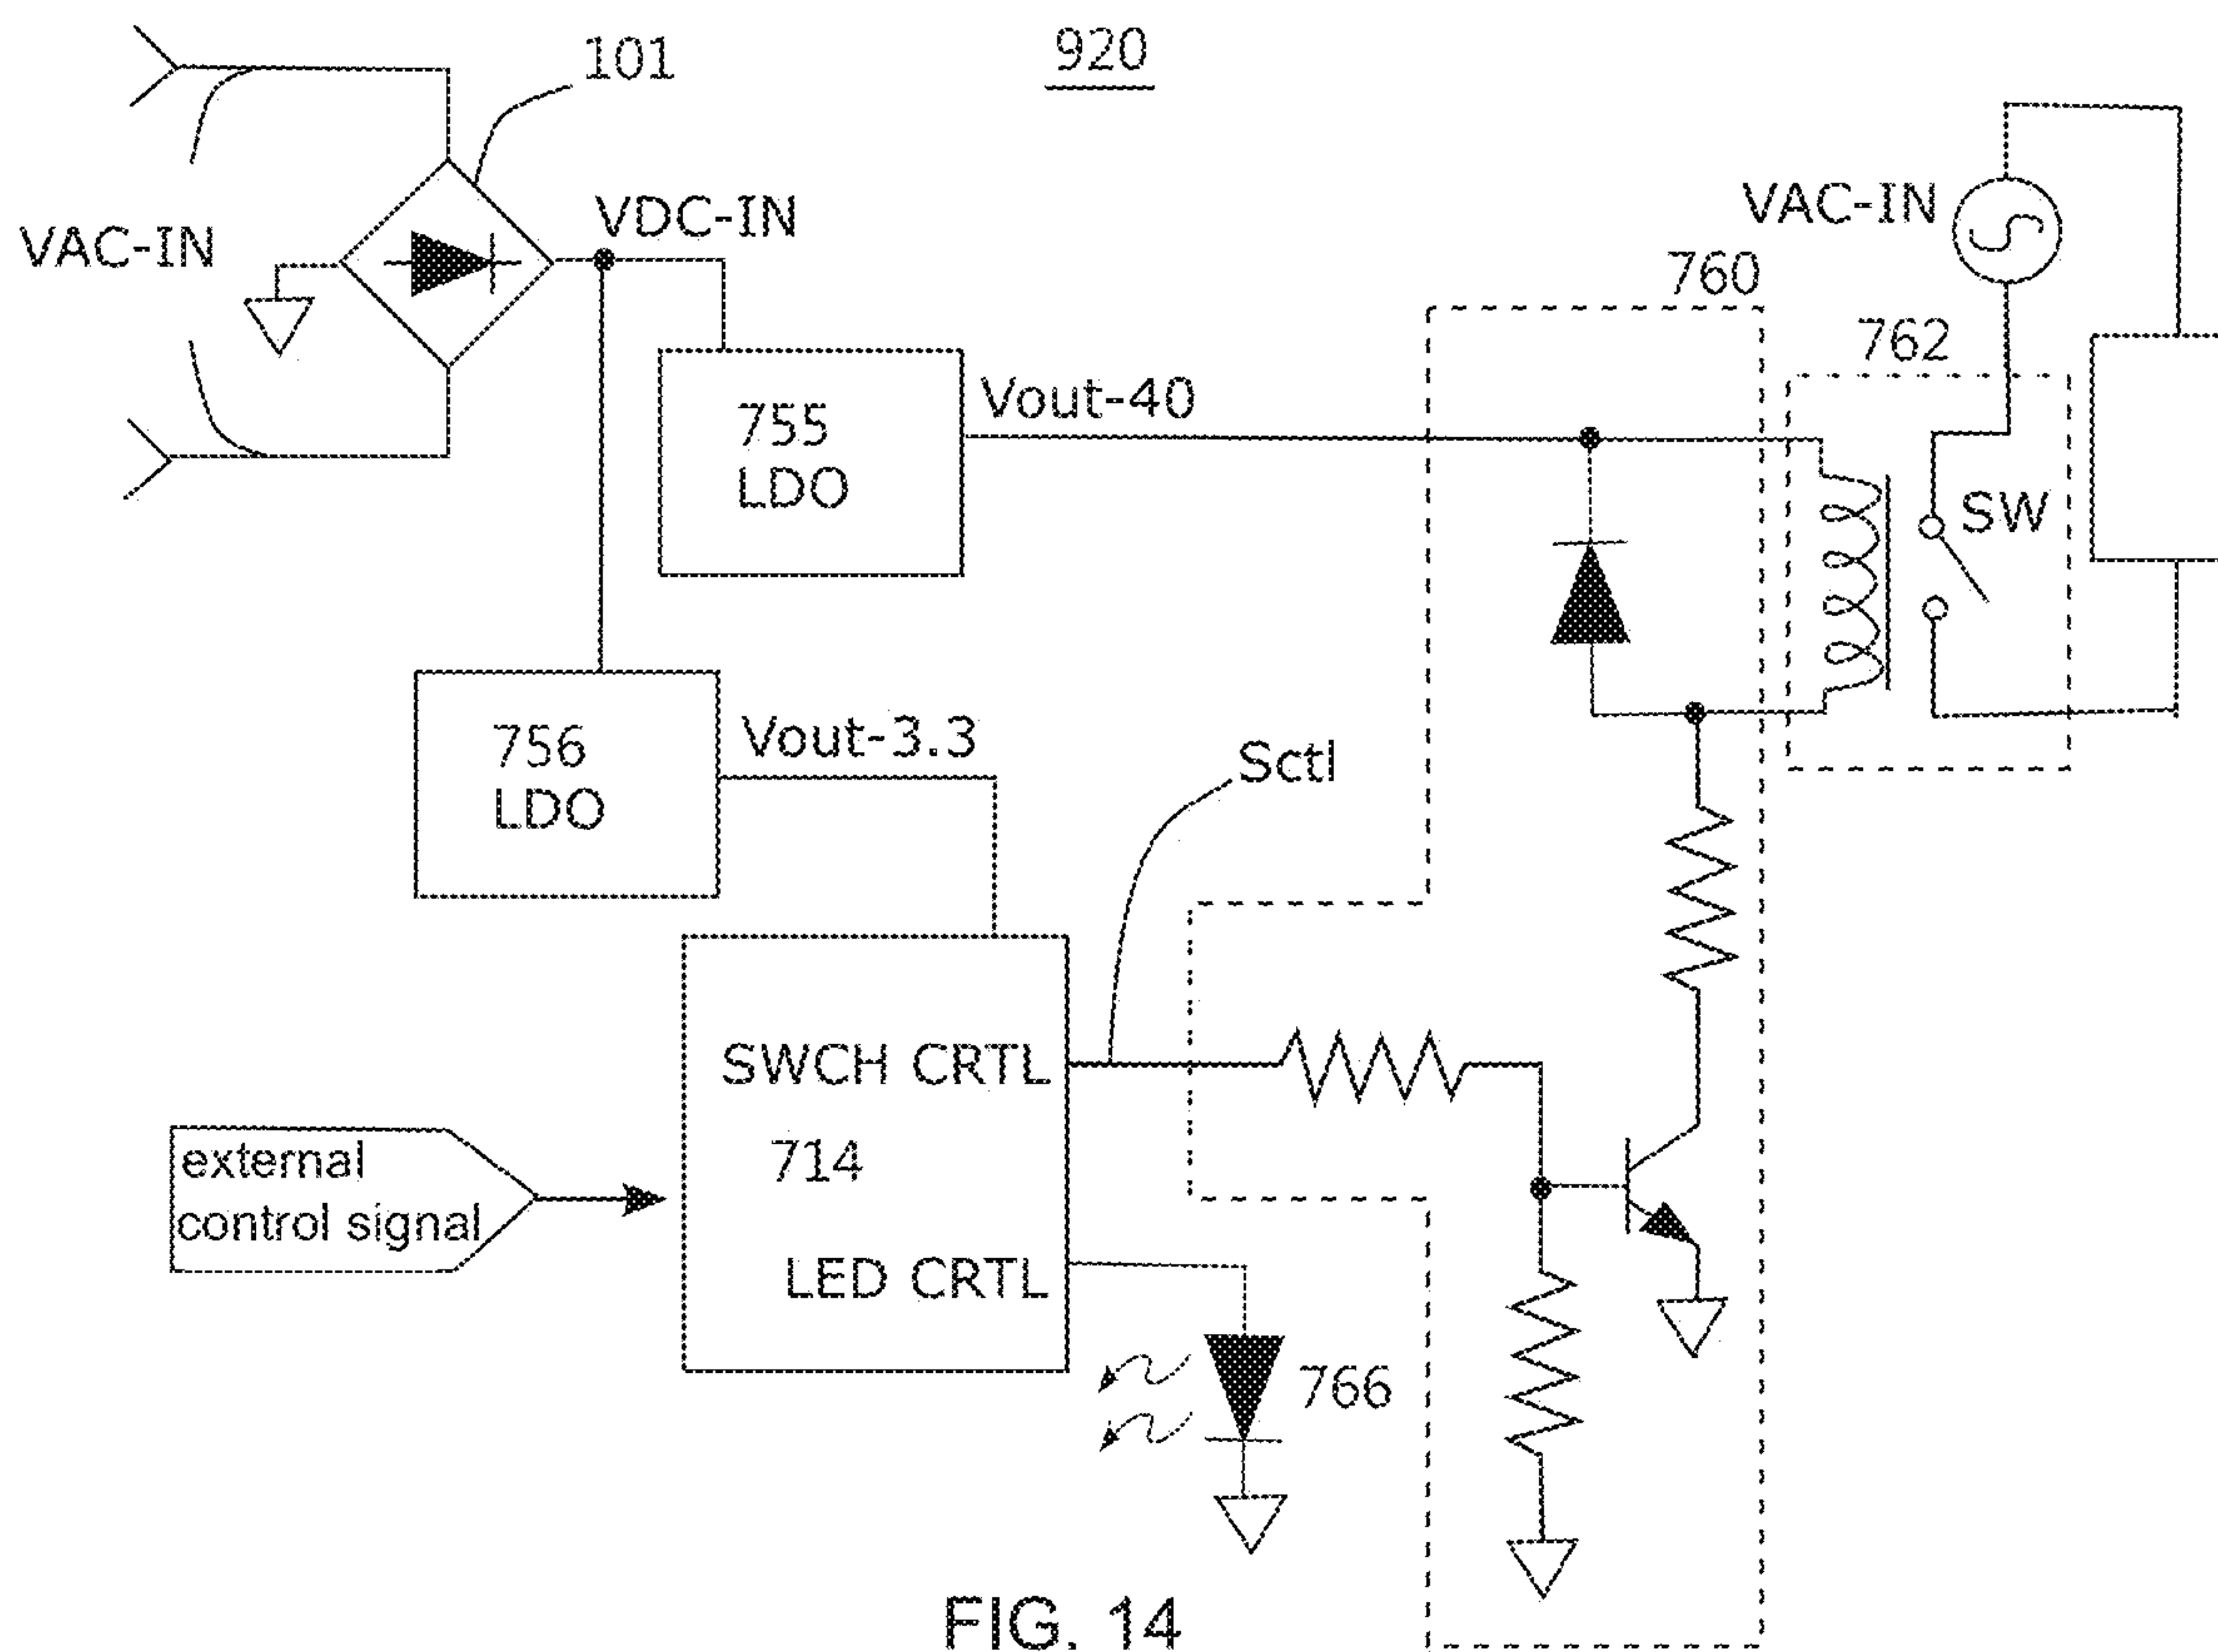 101
920
VAC-IN
VDC-IN
VAC-IN
760
762
755
LDO
Vout-40
SW
756
LDO
Vout-3.3
Sctl
SWCH CRTL
714
LED CRTL
external
control signal
766
FIG. 14